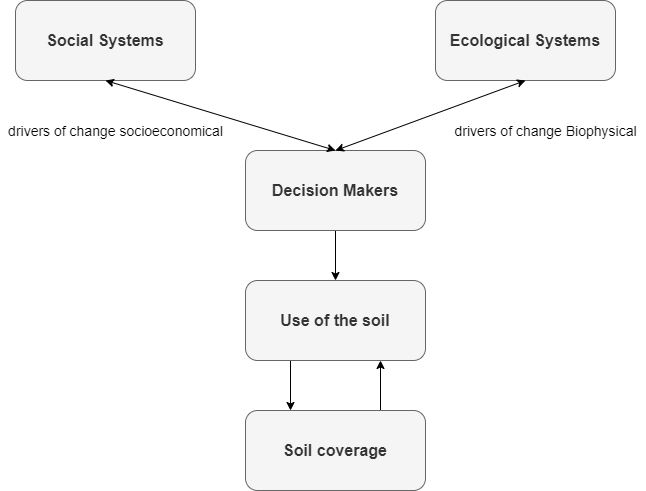 Social Systems
Ecological Systems
drivers of change socioeconomical
drivers of change Biophysical
Decision Makers
Use of the soil
Soil coverage